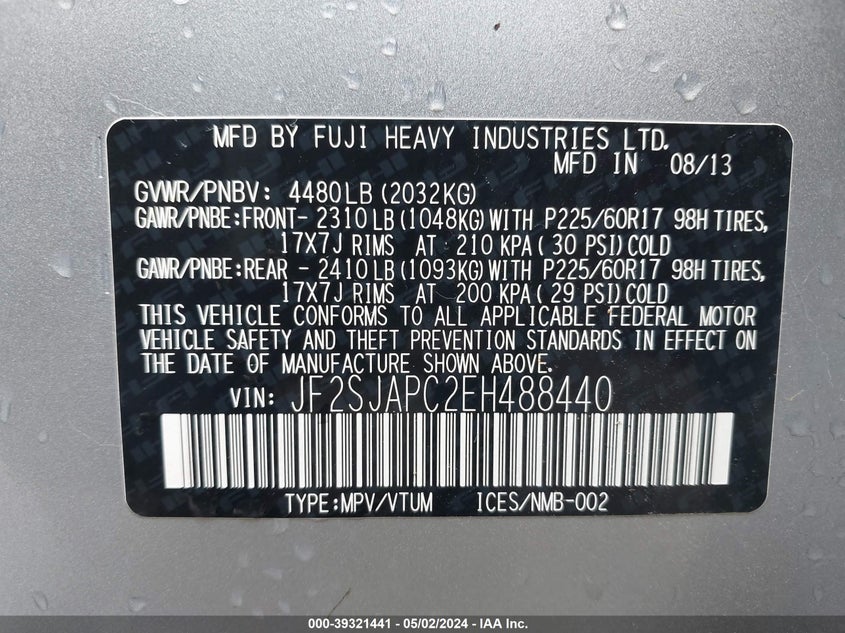 MFD BY FUJI HEAVY INDUSTRIES LTD.
MFD IN 08/13
GVWR/PNBV: 4480LB (2032KG)
GAWR/PNBE:FRONT- 2310LB(1048KG)WITH P225/60R17 98H TIRES,
17X7J RIMS AT 210 KPA( 30 PSI)COLD
GAWR/PNBE:REAR - 2410LB(1093KG)WITH P225/60R17 98H TIRES,
17X7J RIMS AT 200 KPA( 29 PSI)COLD
THIS VEHICLE CONFORMS TO ALL APPLICABLE FEDERAL MOTOR
VEHICLE SAFETY AND THEFT PREVENTION STANDARDS IN EFFECT ON
THE DATE OF MANUFACTURE SHOWN ABOVE.
VIN: JF2SJAPC2EH488440
TYPE:MPV/VTUM ICES/NMB-002
000-39321441 - 05/02/2024 - IAA Inc.